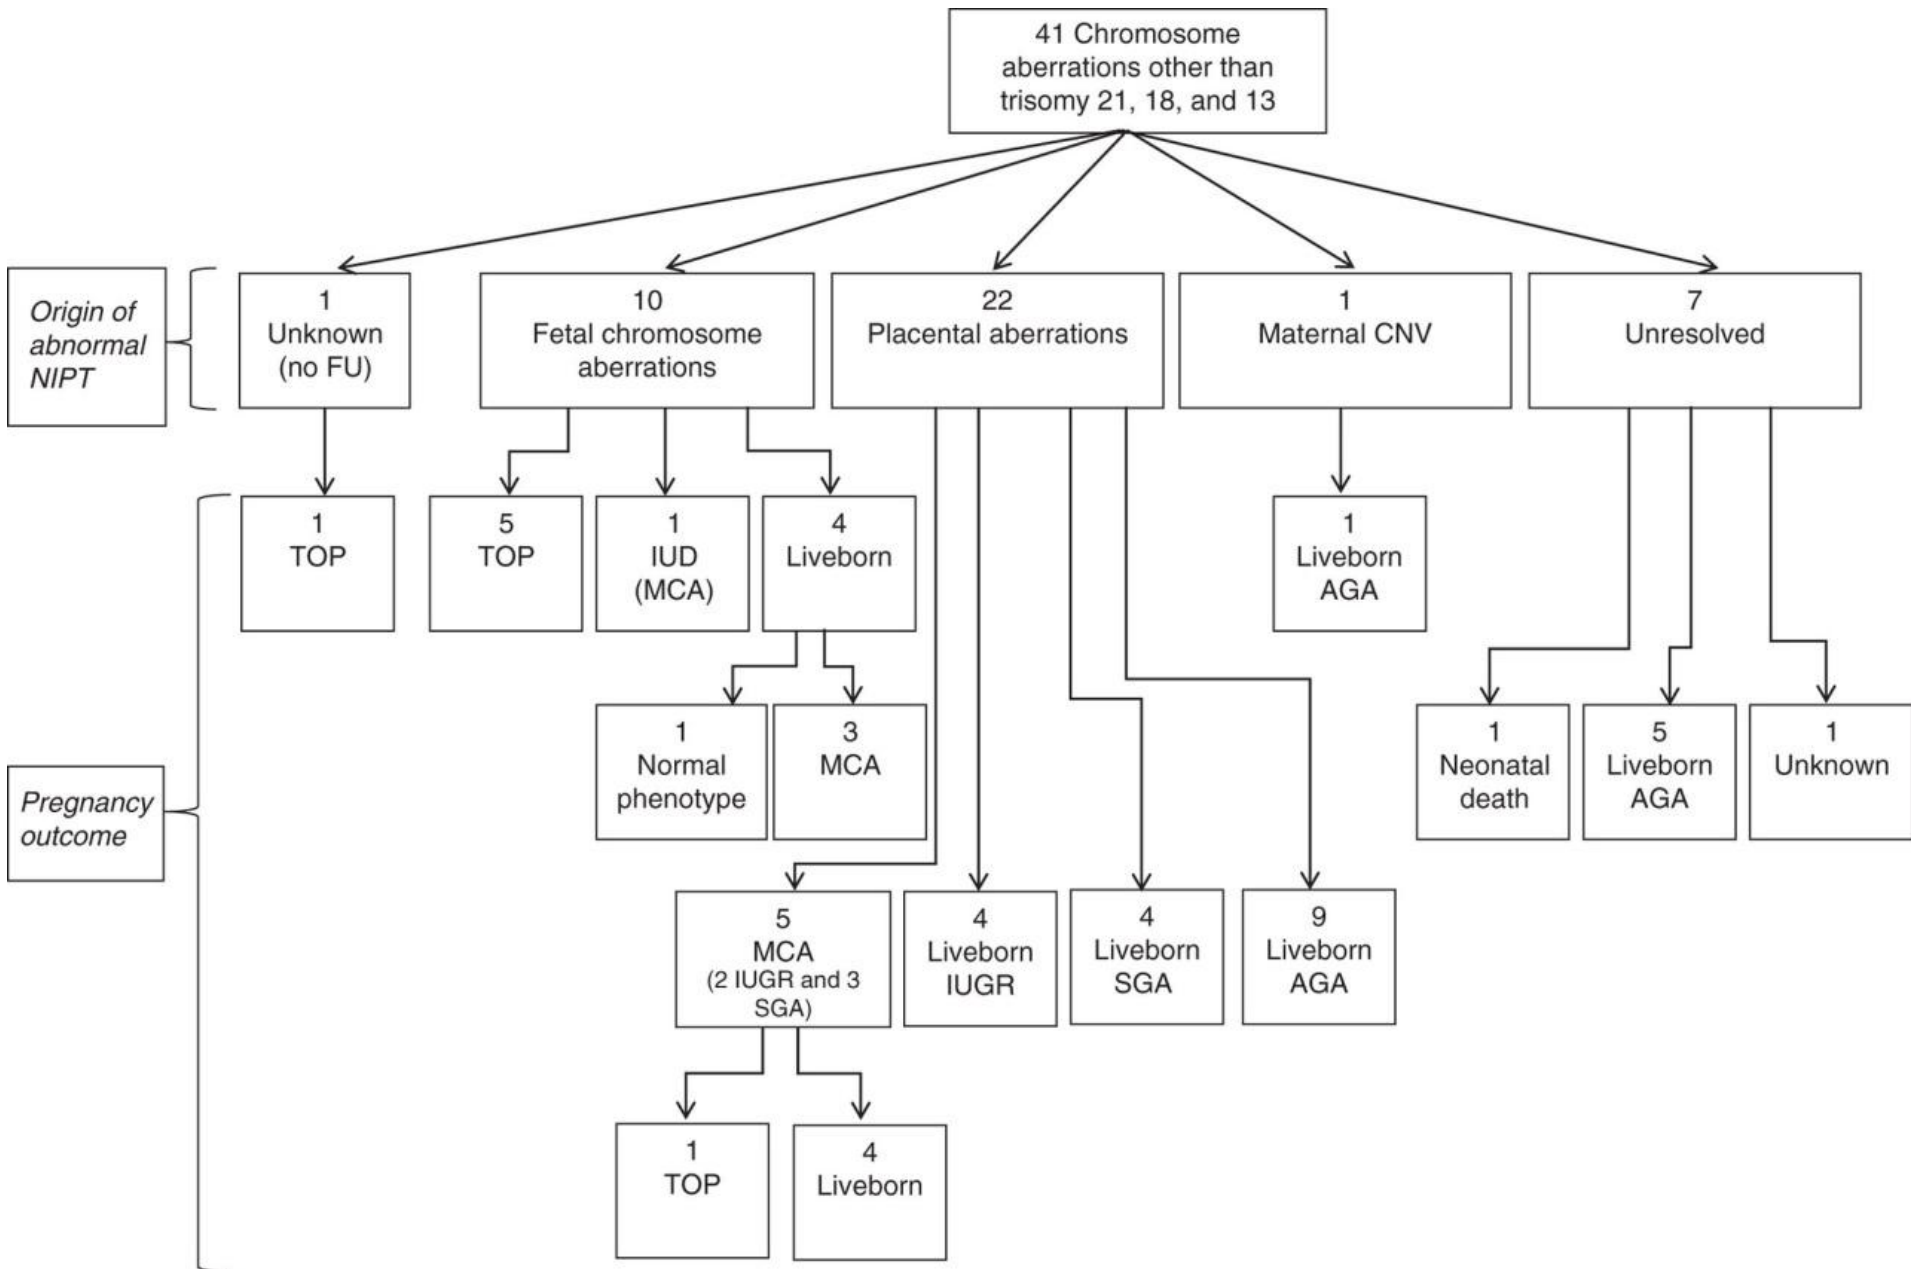 41 Chromosome
aberrations other than
trisomy 21, 18, and 13
Origin of
abnormal
NIPT
1
Unknown
(no FU)
10
Fetal chromosome
aberrations
22
Placental aberrations
1
Maternal CNV
7
Unresolved
Pregnancy
outcome
1
TOP
5
TOP
1
IUD
(MCA)
4
Liveborn
1
Liveborn
AGA
1
Normal
phenotype
3
MCA
1
Neonatal
death
5
Liveborn
AGA
1
Unknown
5
MCA
(2 IUGR and 3
SGA)
4
Liveborn
IUGR
4
Liveborn
SGA
9
Liveborn
AGA
1
TOP
4
Liveborn